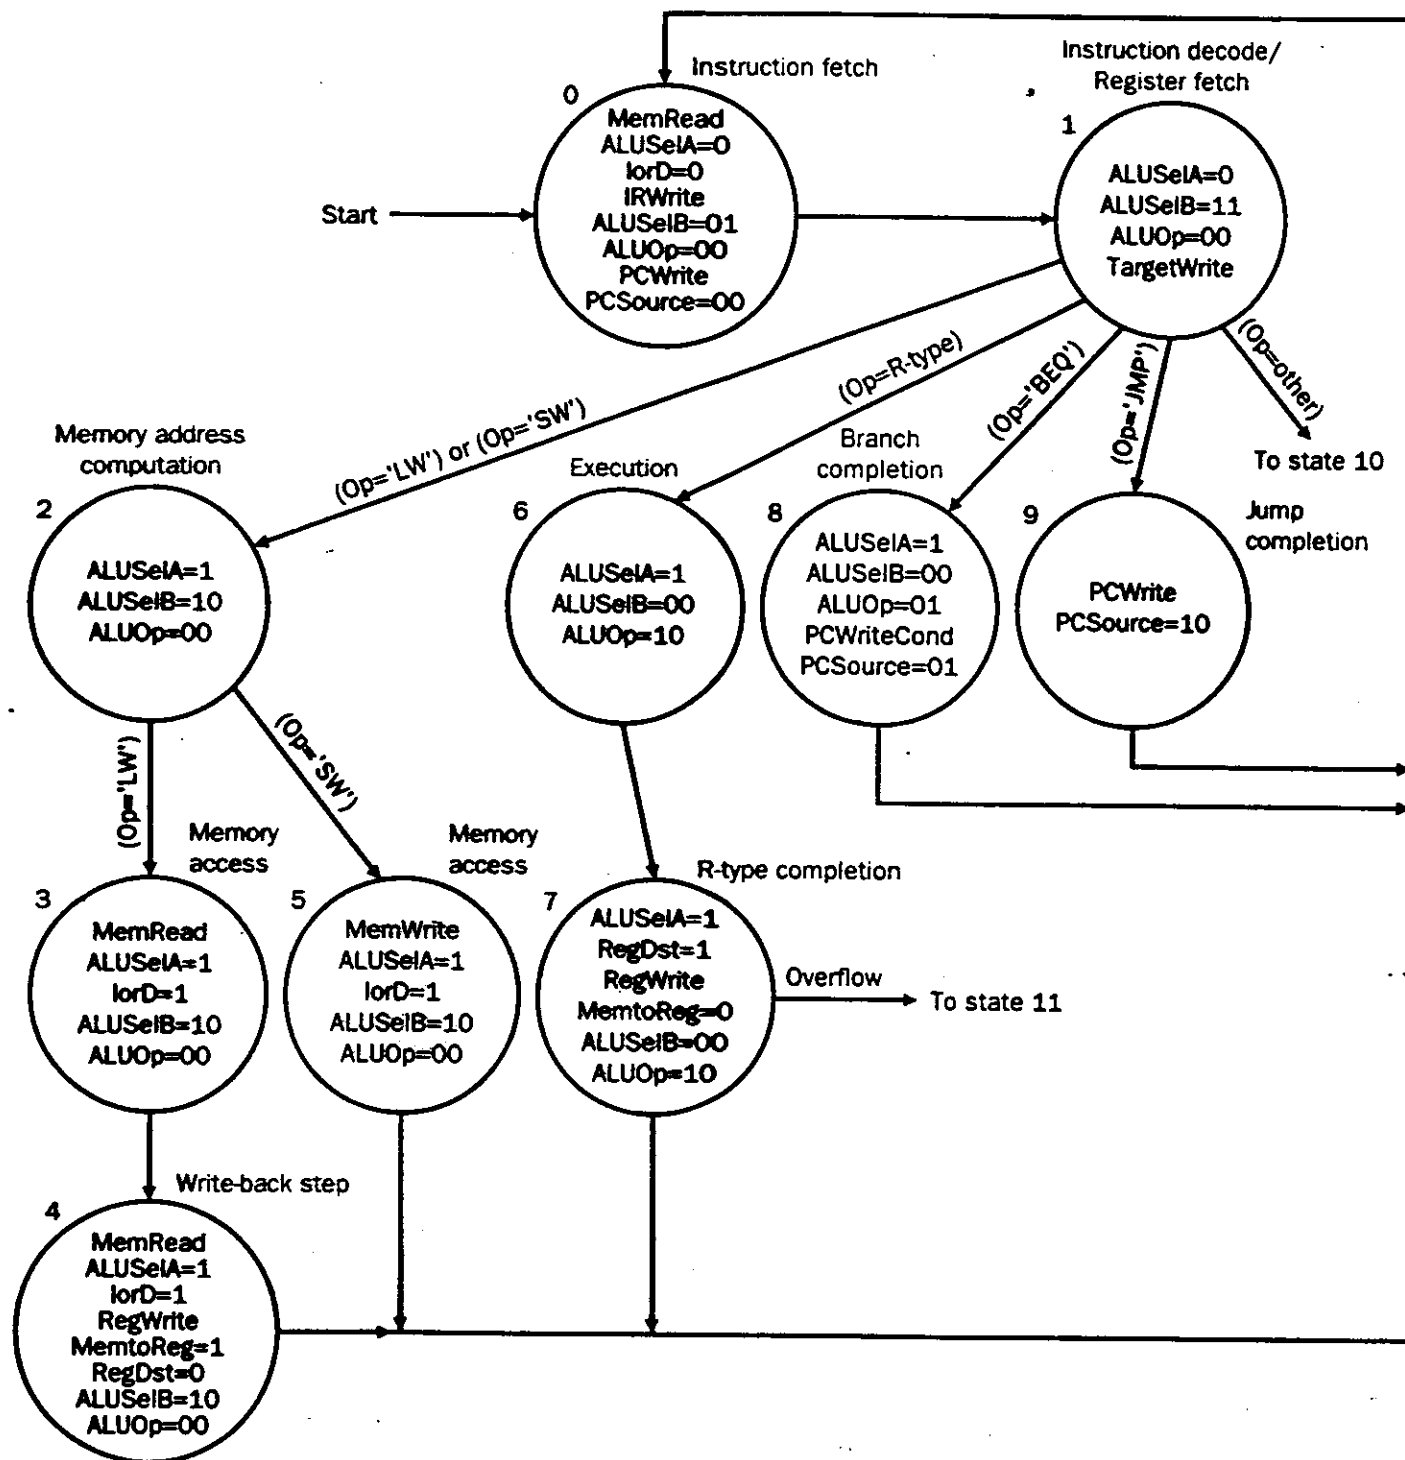 Instruction fetch
Instruction decode/
Register fetch
0
MemRead
ALUSelA=0
IorD=0
IRWrite
ALUSelB=01
ALUOp=00
PCWrite
PCSource=00
Start
1
ALUSelA=0
ALUSelB=11
ALUOp=00
TargetWrite
(Op='LW') or (Op='SW')
(Op=R-type)
(Op='BEQ')
(Op='JMP')
(Op=other)
To state 10
Memory address
computation
2
ALUSelA=1
ALUSelB=10
ALUOp=00
Execution
6
ALUSelA=1
ALUSelB=00
ALUOp=10
Branch
completion
8
ALUSelA=1
ALUSelB=00
ALUOp=01
PCWriteCond
PCSource=01
Jump
completion
9
PCWrite
PCSource=10
(Op='LW')
(Op='SW')
Memory
access
3
MemRead
ALUSelA=1
IorD=1
ALUSelB=10
ALUOp=00
Memory
access
5
MemWrite
ALUSelA=1
IorD=1
ALUSelB=10
ALUOp=00
R-type completion
7
ALUSelA=1
RegDst=1
RegWrite
MemtoReg=0
ALUSelB=00
ALUOp=10
Overflow
To state 11
Write-back step
4
MemRead
ALUSelA=1
IorD=1
RegWrite
MemtoReg=1
RegDst=0
ALUSelB=10
ALUOp=00